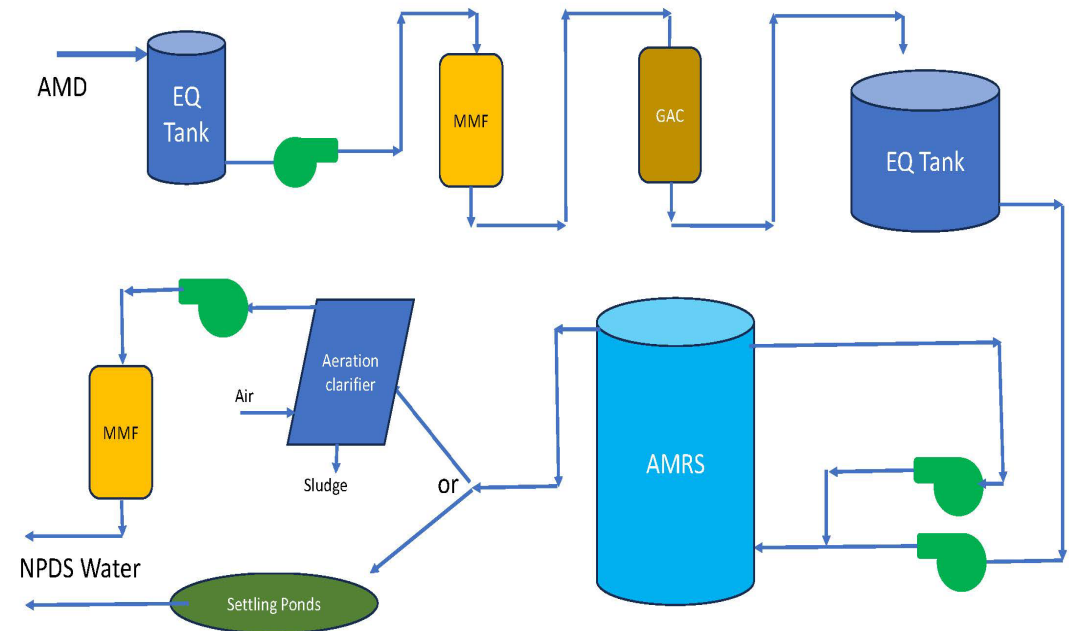 AMD
EQ
Tank
MMF
GAC
EQ Tank
Aeration
clarifier
Air
MMF
Sludge
or
AMRS
NPDS Water
Settling Ponds